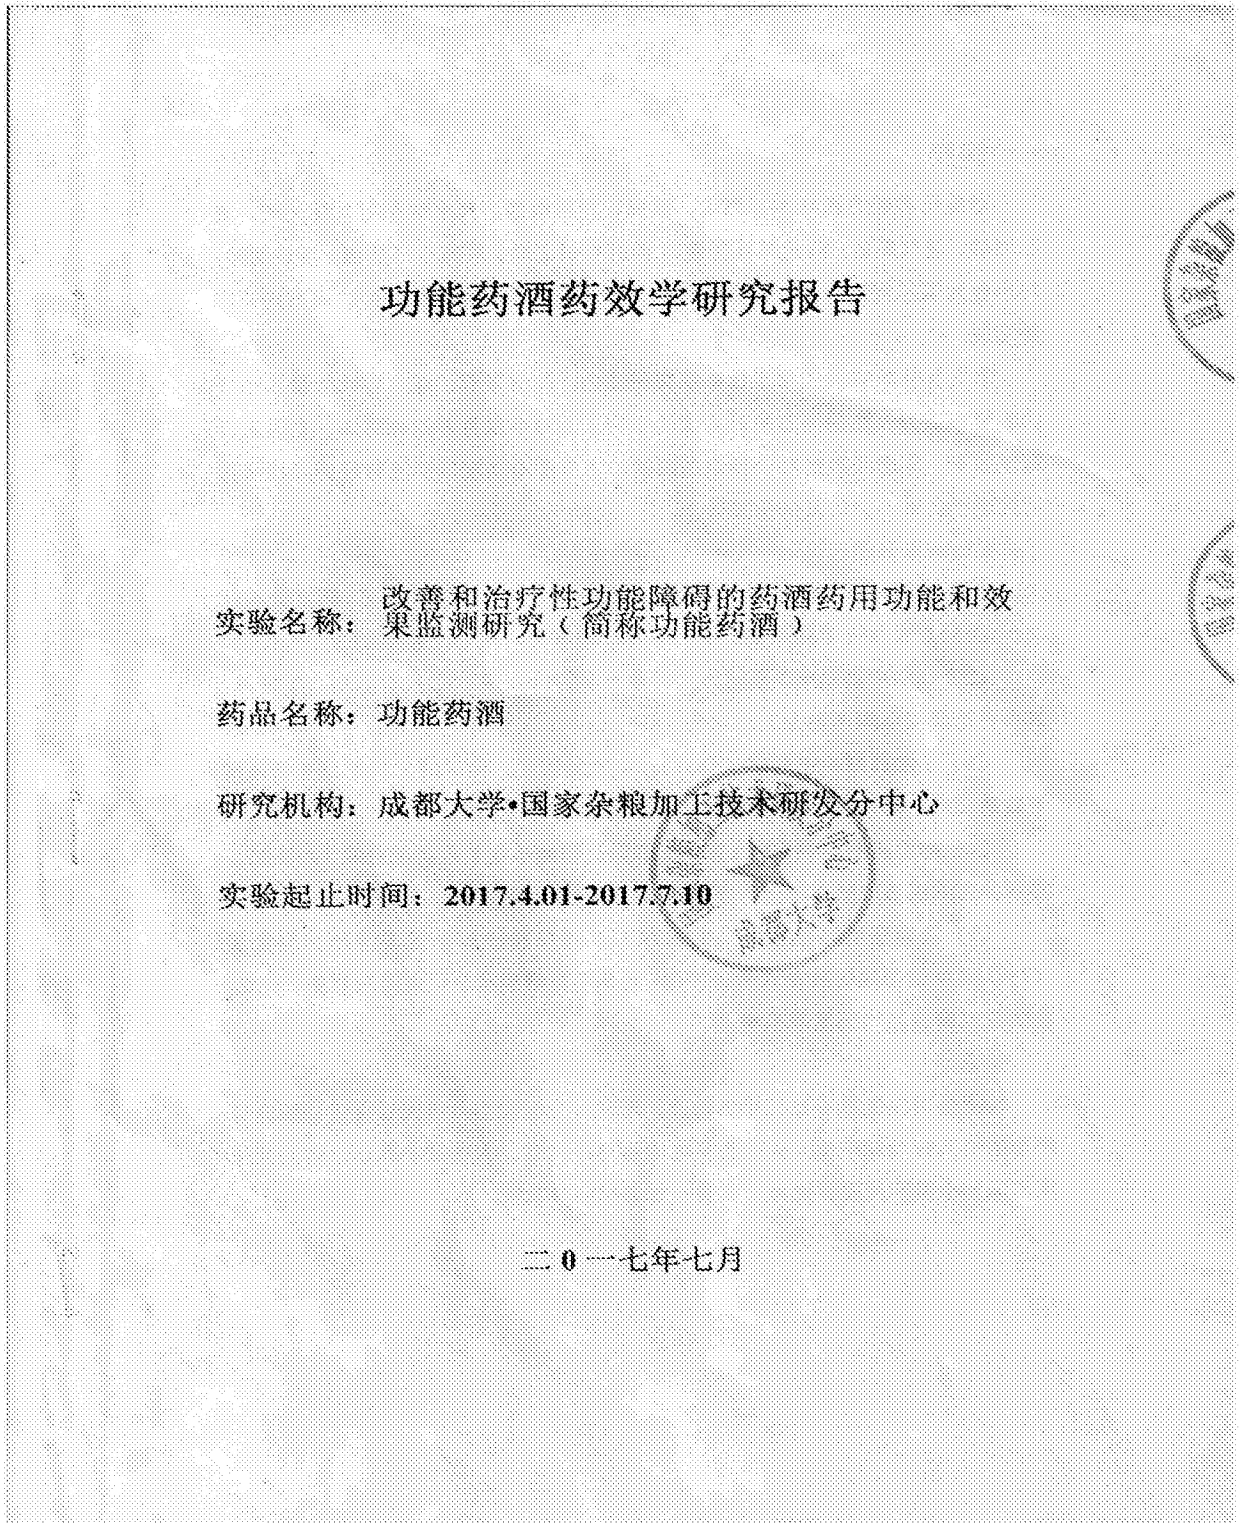 功能药酒药效学研究报告
改善和治疗性功能障碍的药酒药用功能和效
实验名称：果监测研究（简称功能药酒）
药品名称：功能药酒
研究机构：成都大学•国家杂粮加工技术研发分中心
实验起止时间：2017.4.01-2017.7.10
成都大学
二0一七年七月